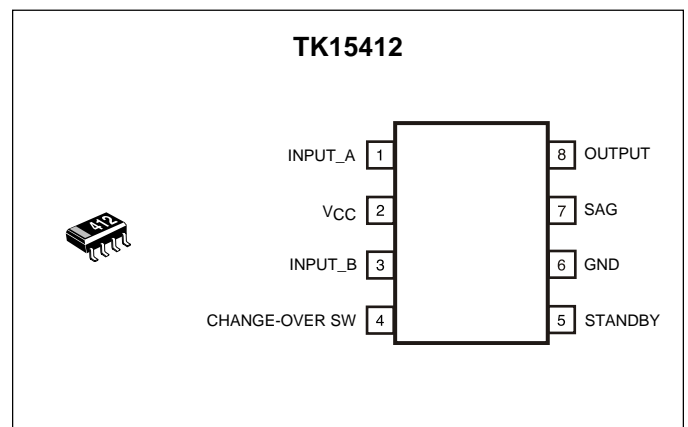 TK15412
INPUT_A 1
VCC 2
INPUT_B 3
CHANGE-OVER SW 4
8 OUTPUT
7 SAG
6 GND
5 STANDBY
412